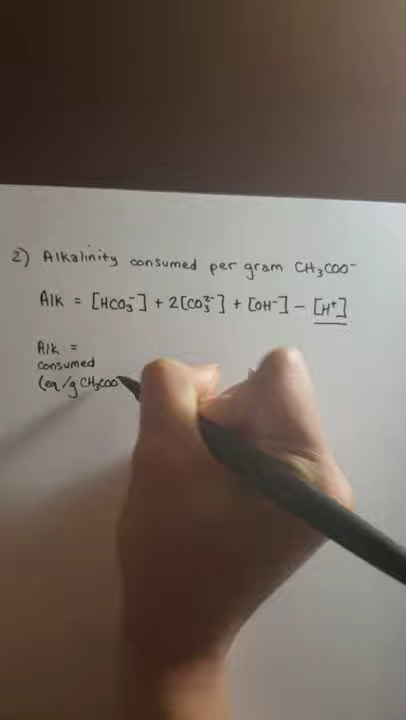 2) Alkalinity consumed per gram CH₃COO⁻
Alk = [HCO₃⁻] + 2[CO₃²⁻] + [OH⁻] − [H⁺]
Alk =
consumed
(eq/g CH₃COO